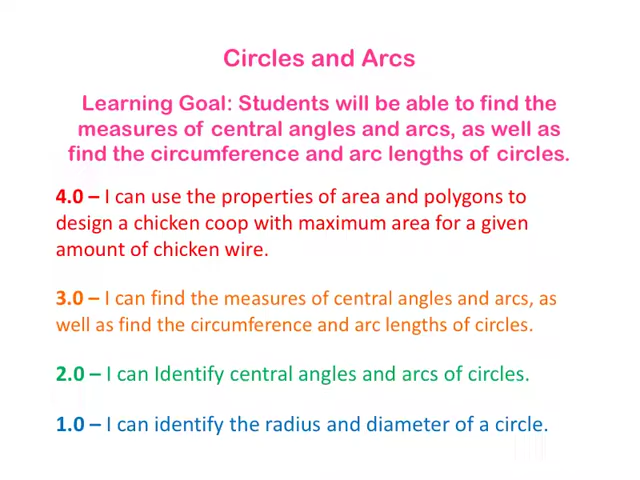 Circles and Arcs
Learning Goal: Students will be able to find the
measures of central angles and arcs, as well as
find the circumference and arc lengths of circles.
4.0 – I can use the properties of area and polygons to
design a chicken coop with maximum area for a given
amount of chicken wire.
3.0 – I can find the measures of central angles and arcs, as
well as find the circumference and arc lengths of circles.
2.0 – I can Identify central angles and arcs of circles.
1.0 – I can identify the radius and diameter of a circle.